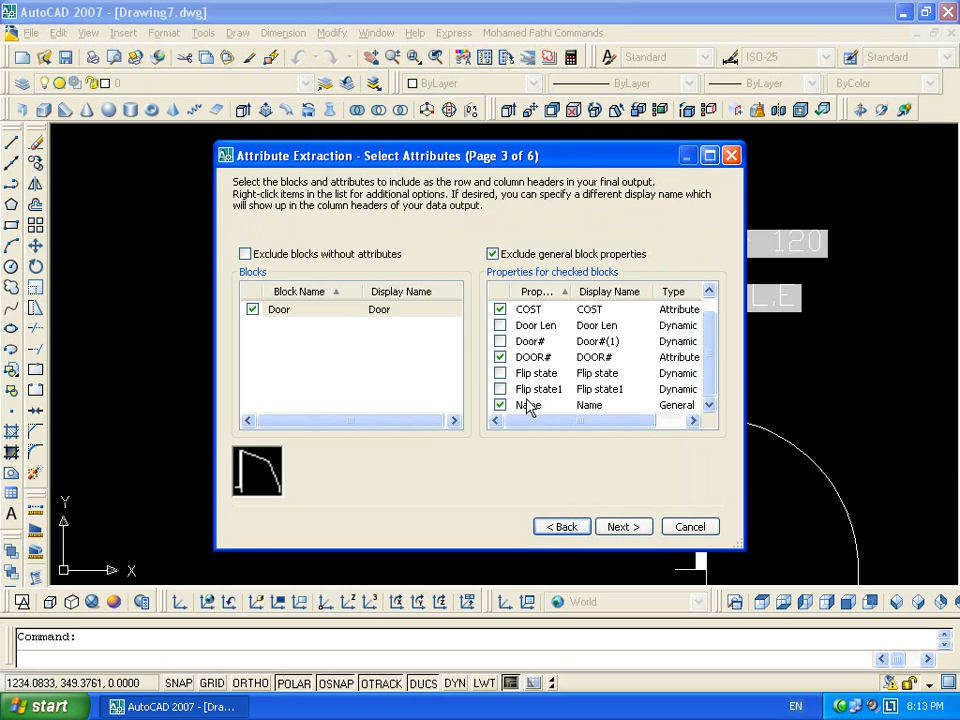 AutoCAD 2007 - [Drawing7.dwg]
File Edit View Insert Format Tools Draw Dimension Modify Window Help Express Mohamed Fathi Commands
Standard ISO-25 Standard
0 ByLayer ByLayer ByLayer ByColor
Attribute Extraction - Select Attributes (Page 3 of 6)
Select the blocks and attributes to include as the row and column headers in your final output.
Right-click items in the list for additional options. If desired, you can specify a different display name which
will show up in the column headers of your data output.
120
L.E
Exclude blocks without attributes Exclude general block properties
Blocks Properties for checked blocks
Block Name Display Name Prop... Display Name Type
Door Door COST COST Attribute
Door Len Door Len Dynamic
Door# Door#(1) Dynamic
DOOR# DOOR# Attribute
Flip state Flip state Dynamic
Flip state1 Flip state1 Dynamic
Name Name General
< Back Next > Cancel
Y
X
A
World
Command:
1234.0833, 349.3761, 0.0000 SNAP GRID ORTHO POLAR OSNAP OTRACK DUCS DYN LWT
start AutoCAD 2007 - [Dra... EN 8:13 PM